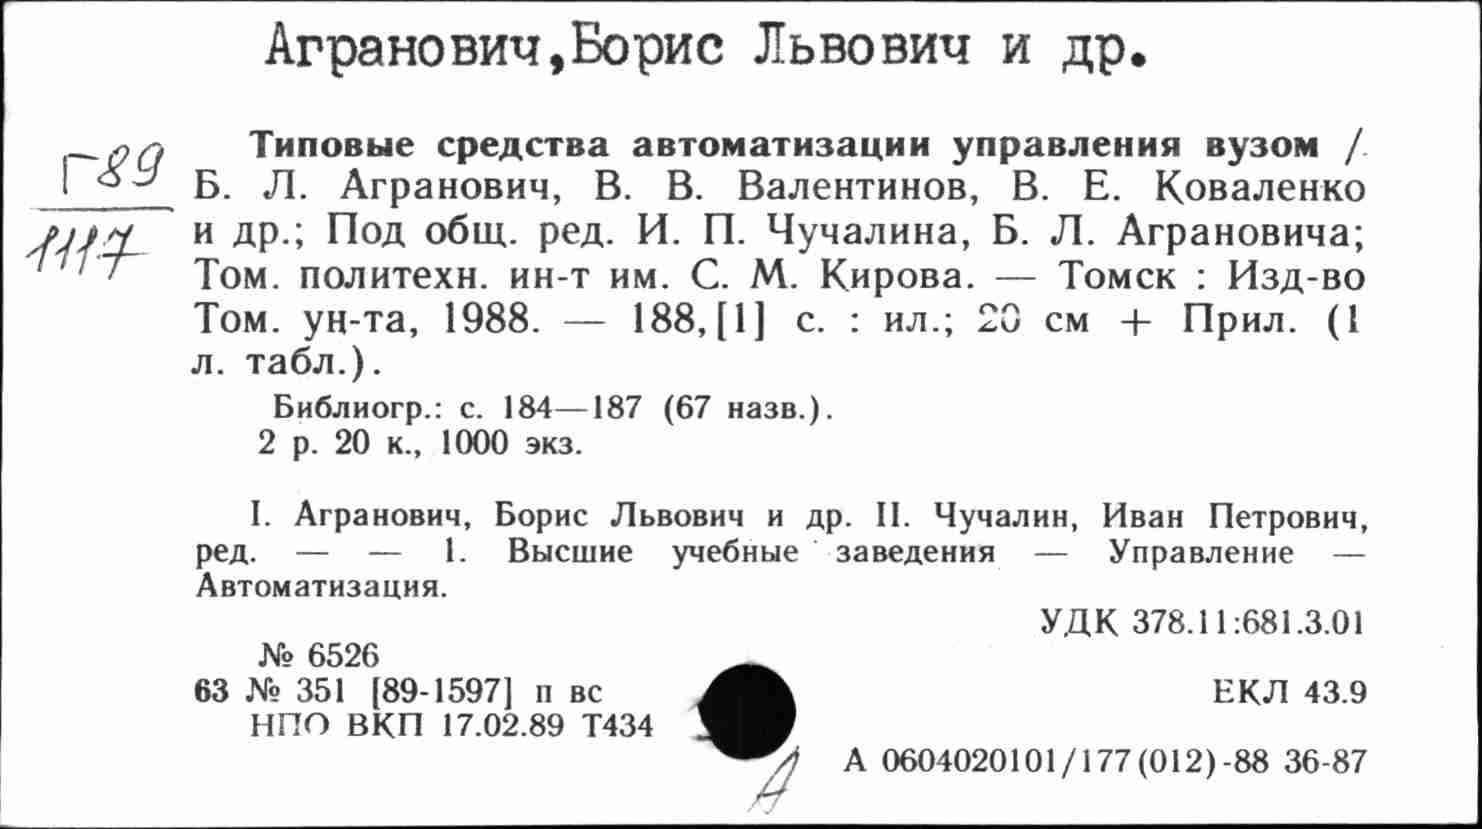 Агранович,Борис Львович и др.
Г89
1117
Типовые средства автоматизации управления вузом /
Б. Л. Агранович, В. В. Валентинов, В. Е. Коваленко
и др.; Под общ. ред. И. П. Чучалина, Б. Л. Аграновича;
Том. политехн. ин-т им. С. М. Кирова. — Томск : Изд-во
Том. ун-та, 1988. — 188,[1] с. : ил.; 20 см + Прил. (1
л. табл.).
Библиогр.: с. 184—187 (67 назв.).
2 р. 20 к., 1000 экз.
I. Агранович, Борис Львович и др. II. Чучалин, Иван Петрович,
ред. — — 1. Высшие учебные заведения — Управление —
Автоматизация.
УДК 378.11:681.3.01
№ 6526
63 № 351 [89-1597] п вс
ЕКЛ 43.9
НПО ВКП 17.02.89 Т434
А 0604020101/177(012)-88 36-87
А